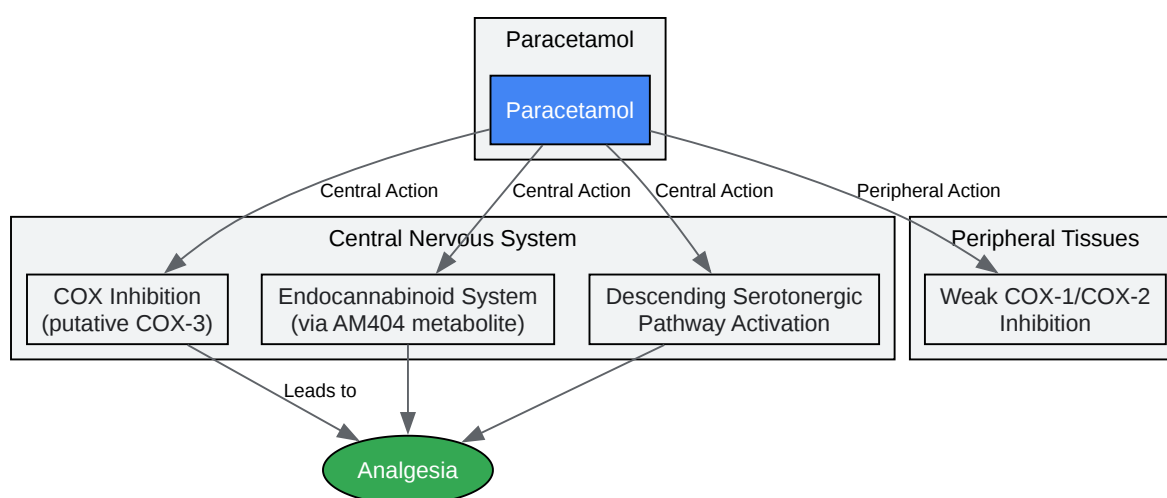 Paracetamol
Paracetamol
Central Action
Central Action
Central Action
Peripheral Action
Central Nervous System
Peripheral Tissues
COX Inhibition
(putative COX-3)
Endocannabinoid System
(via AM404 metabolite)
Descending Serotonergic
Pathway Activation
Weak COX-1/COX-2
Inhibition
Leads to
Analgesia